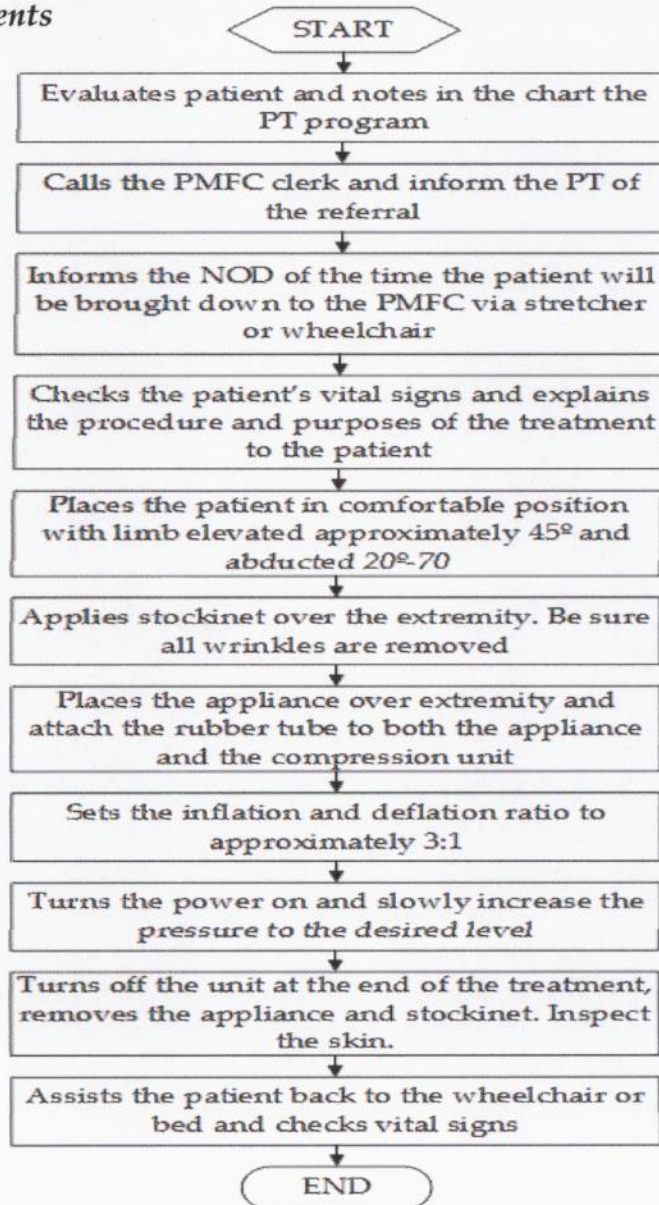 START
Evaluates patient and notes in the chart the
PT program
Calls the PMFC clerk and inform the PT of
the referral
Informs the NOD of the time the patient will
be brought down to the PMFC via stretcher
or wheelchair
Checks the patient's vital signs and explains
the procedure and purposes of the treatment
to the patient
Places the patient in comfortable position
with limb elevated approximately 45º and
abducted 20º-70
Applies stockinet over the extremity. Be sure
all wrinkles are removed
Places the appliance over extremity and
attach the rubber tube to both the appliance
and the compression unit
Sets the inflation and deflation ratio to
approximately 3:1
Turns the power on and slowly increase the
pressure to the desired level
Turns off the unit at the end of the treatment,
removes the appliance and stockinet. Inspect
the skin.
Assists the patient back to the wheelchair or
bed and checks vital signs
END